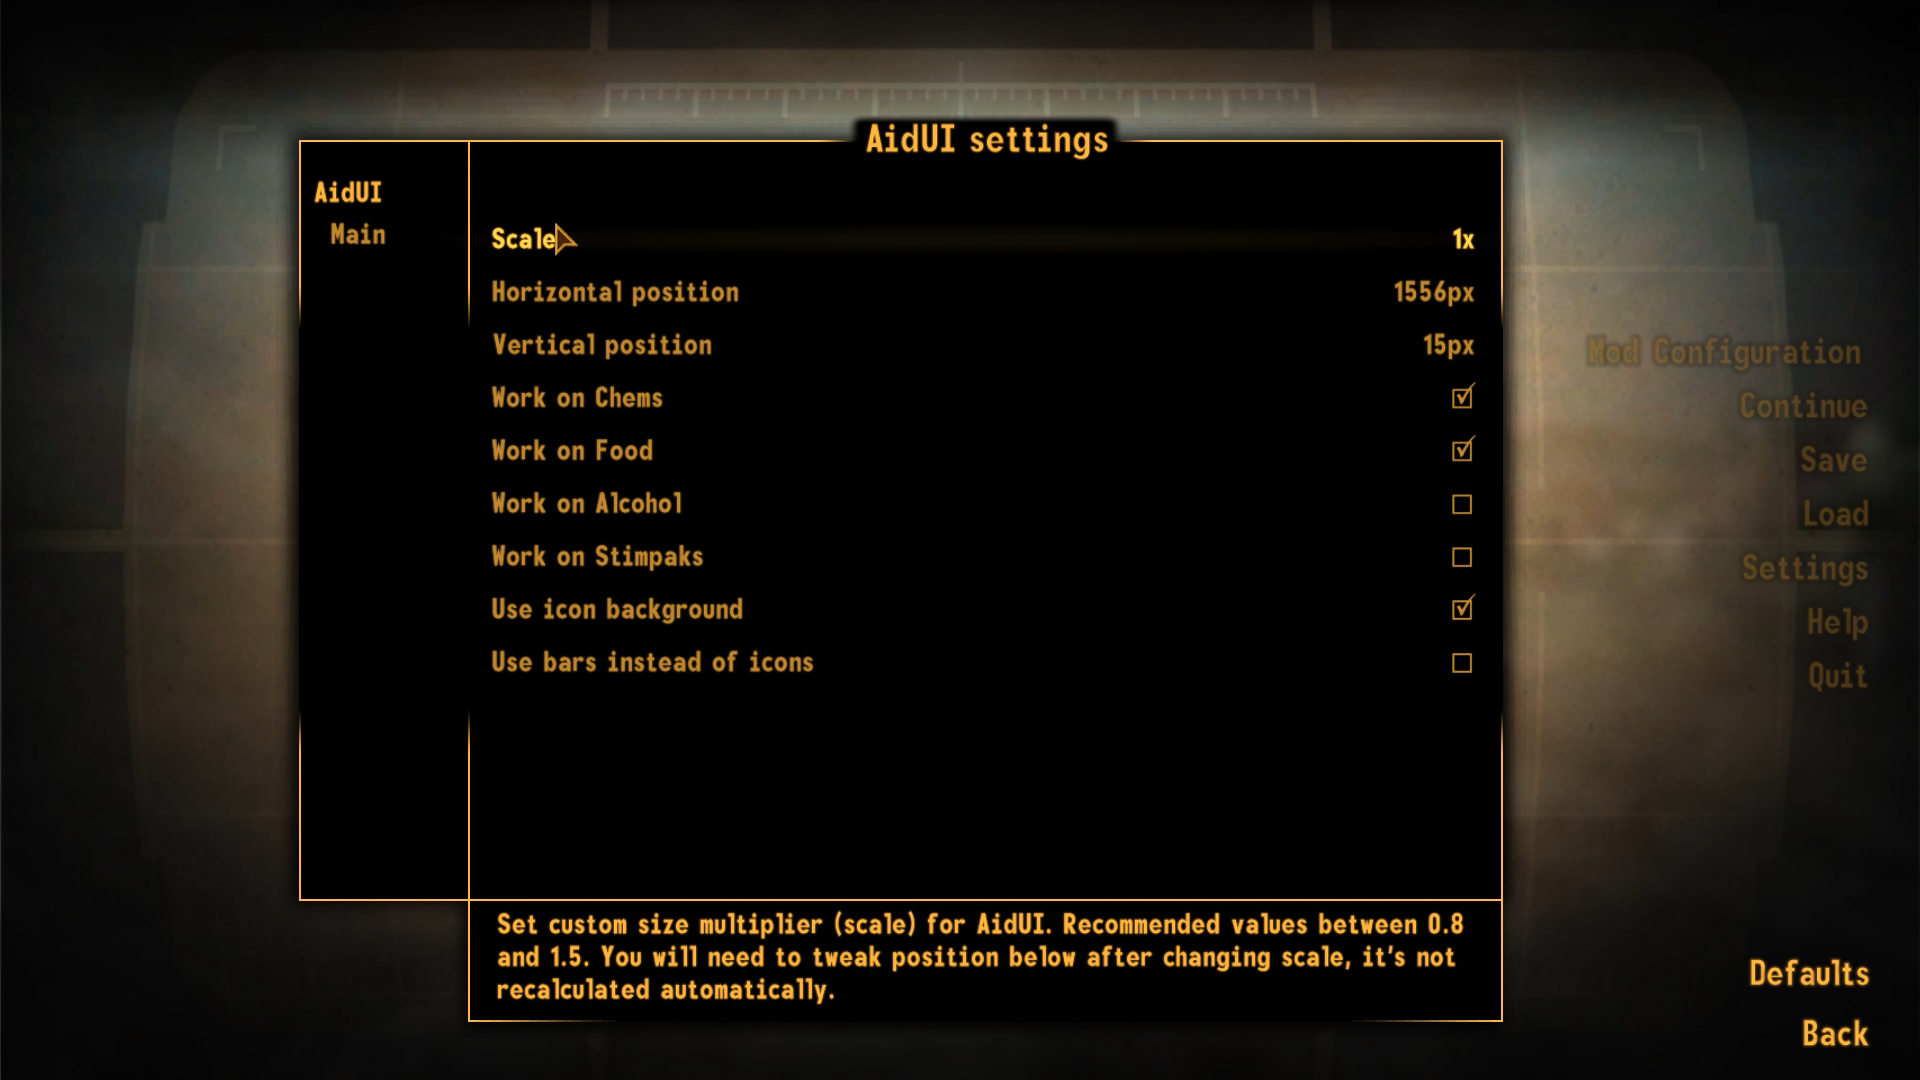 AidUI settings
AidUI
Main
Scale 1x
Horizontal position 1556px
Vertical position 15px
Work on Chems
Work on Food
Work on Alcohol
Work on Stimpaks
Use icon background
Use bars instead of icons
Set custom size multiplier (scale) for AidUI. Recommended values between 0.8
and 1.5. You will need to tweak position below after changing scale, it's not
recalculated automatically.
Mod Configuration
Continue
Save
Load
Settings
Help
Quit
Defaults
Back